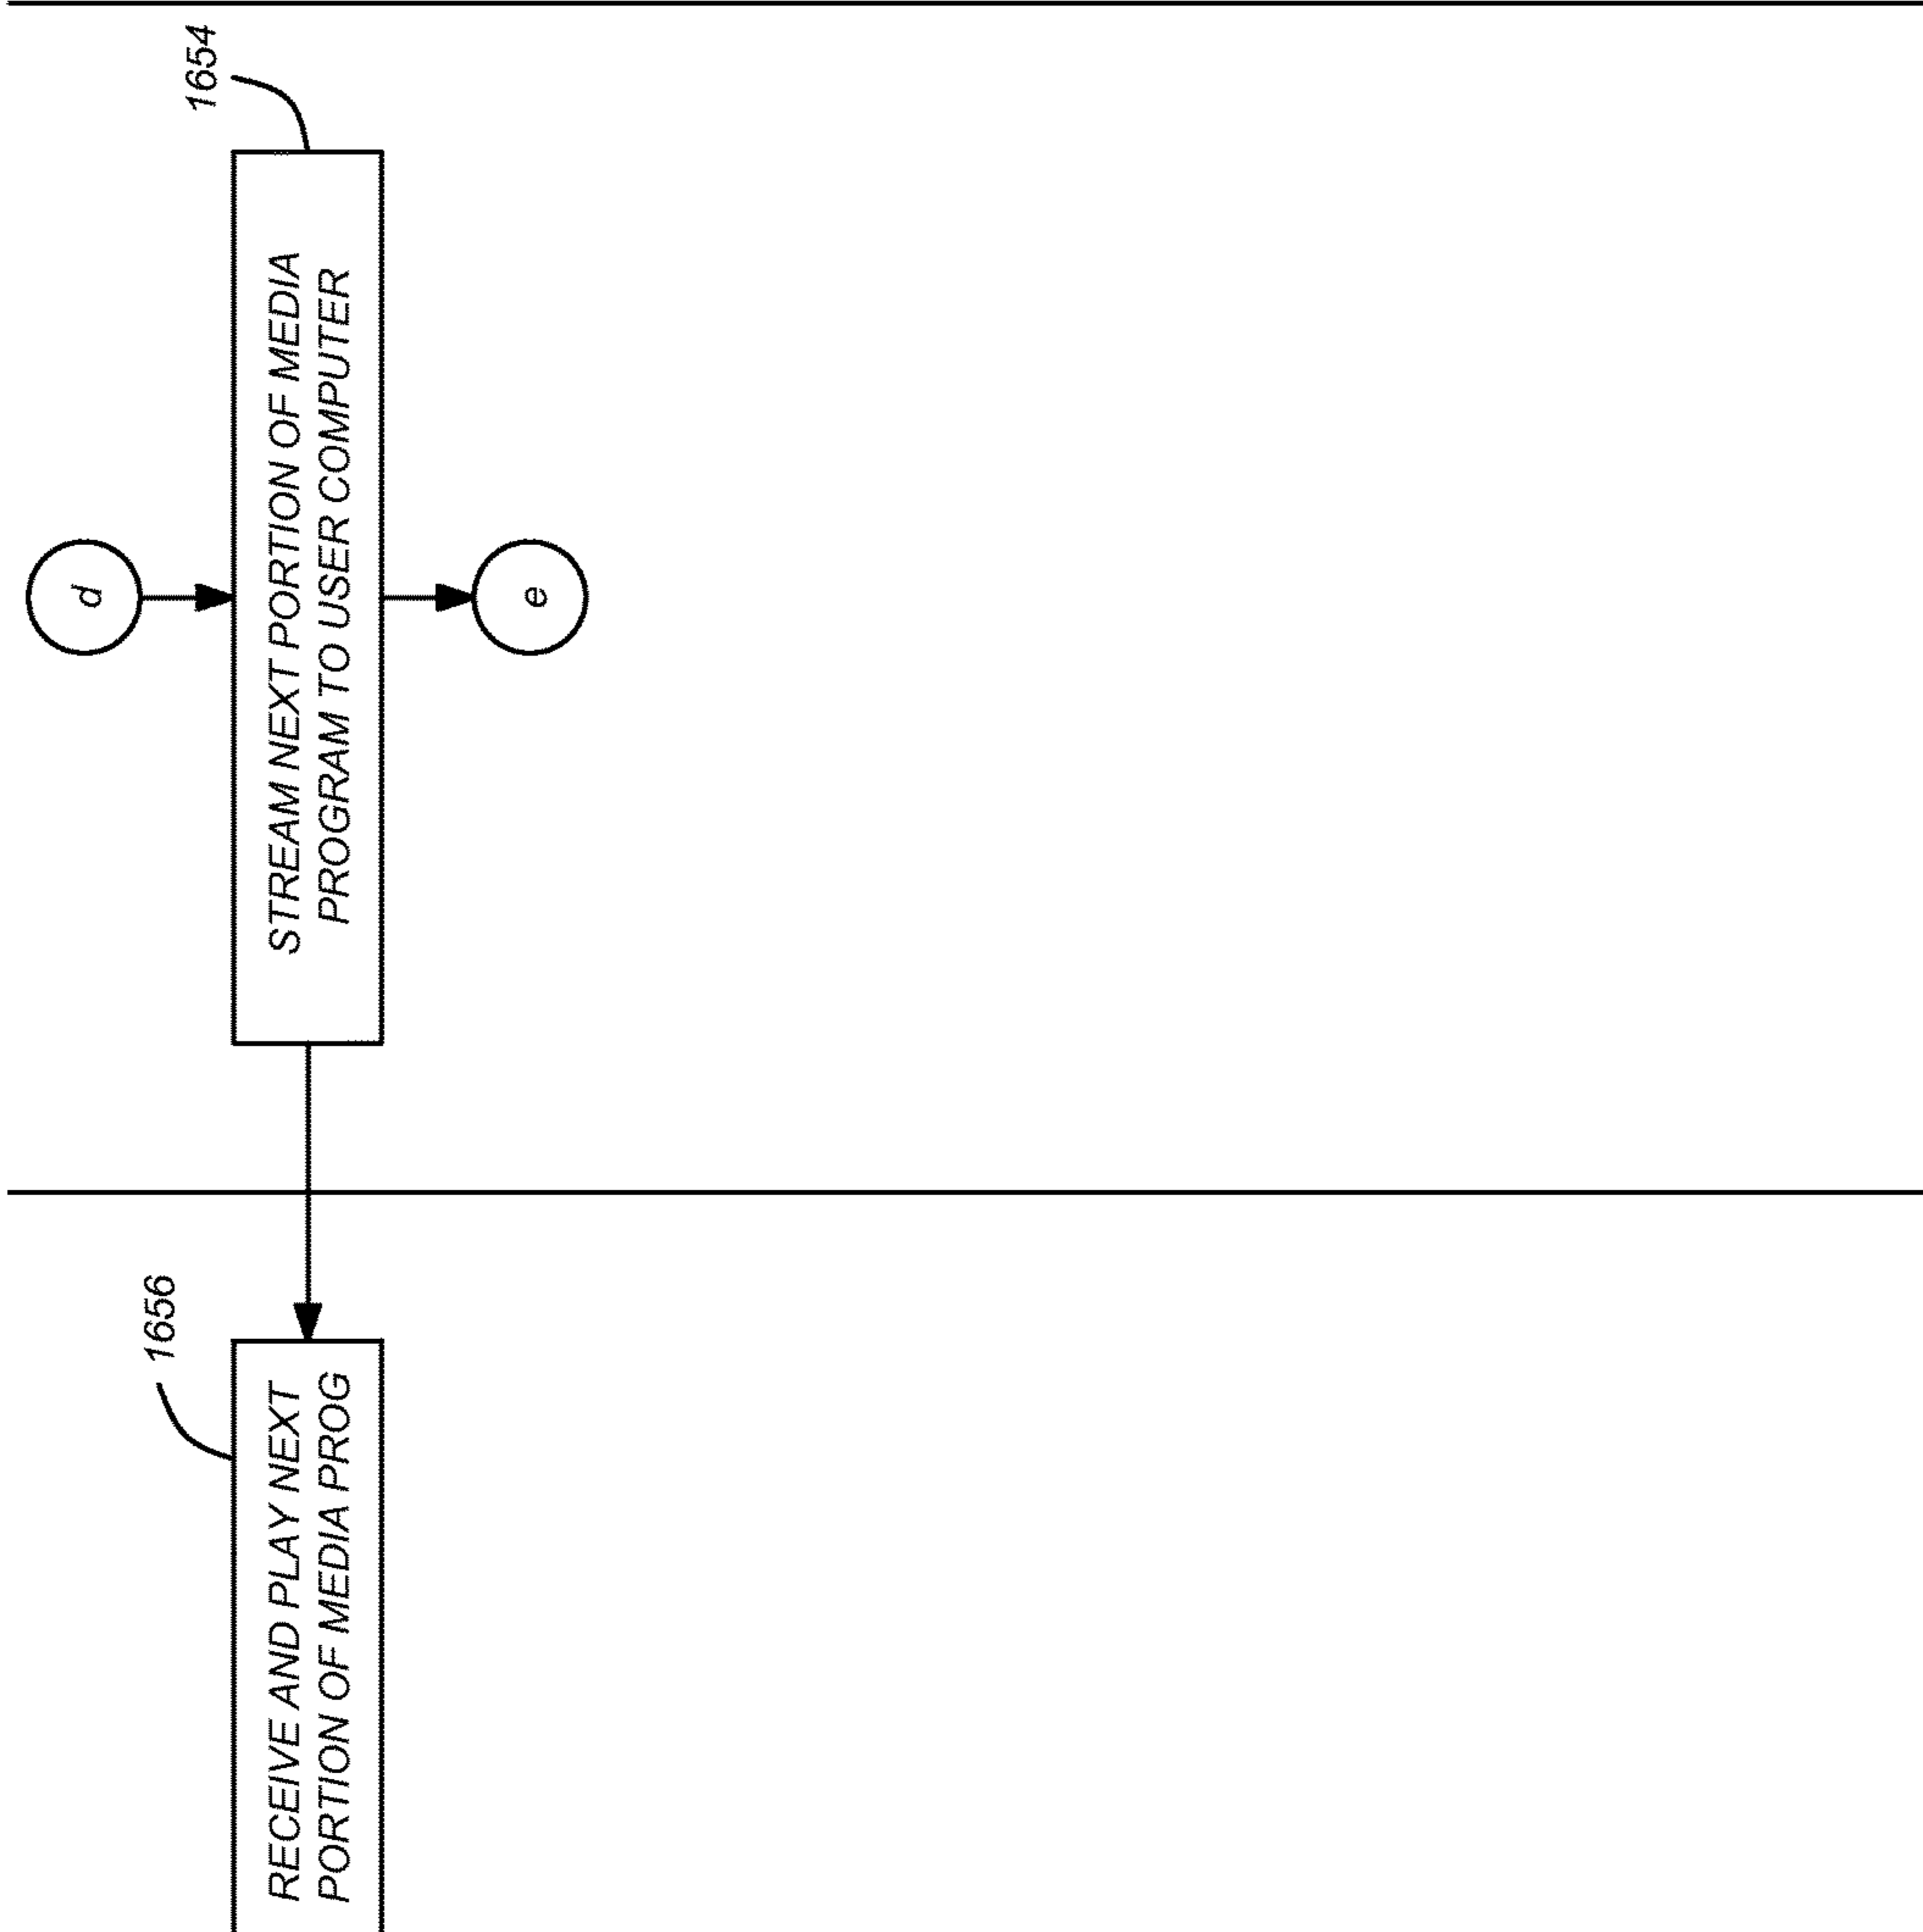 1654
d
STREAM NEXT PORTION OF MEDIA
PROGRAM TO USER COMPUTER
e
1656
RECEIVE AND PLAY NEXT
PORTION OF MEDIA PROG